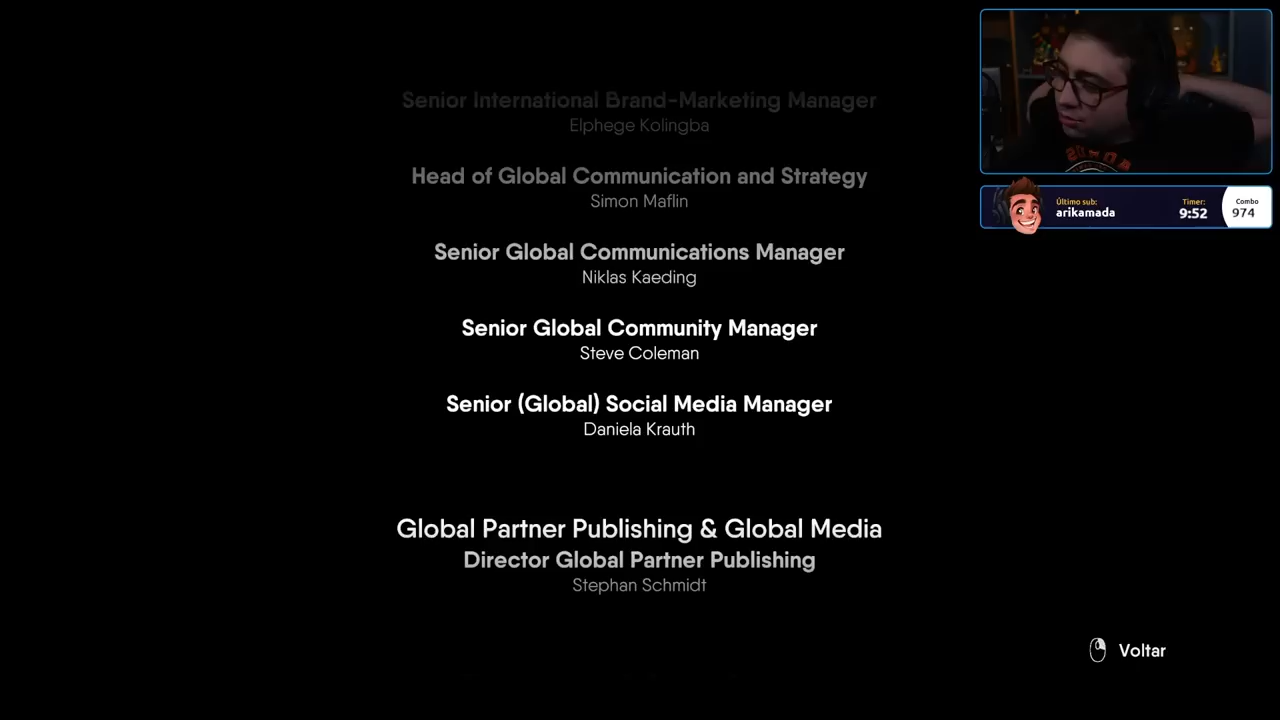 Senior International Brand-Marketing Manager
Elphege Kolingba
Head of Global Communication and Strategy
Simon Maflin
Senior Global Communications Manager
Niklas Kaeding
Senior Global Community Manager
Steve Coleman
Senior (Global) Social Media Manager
Daniela Krauth
Global Partner Publishing & Global Media
Director Global Partner Publishing
Stephan Schmidt
Voltar
Último sub:
arikamada
Timer:
9:52
Combo
974